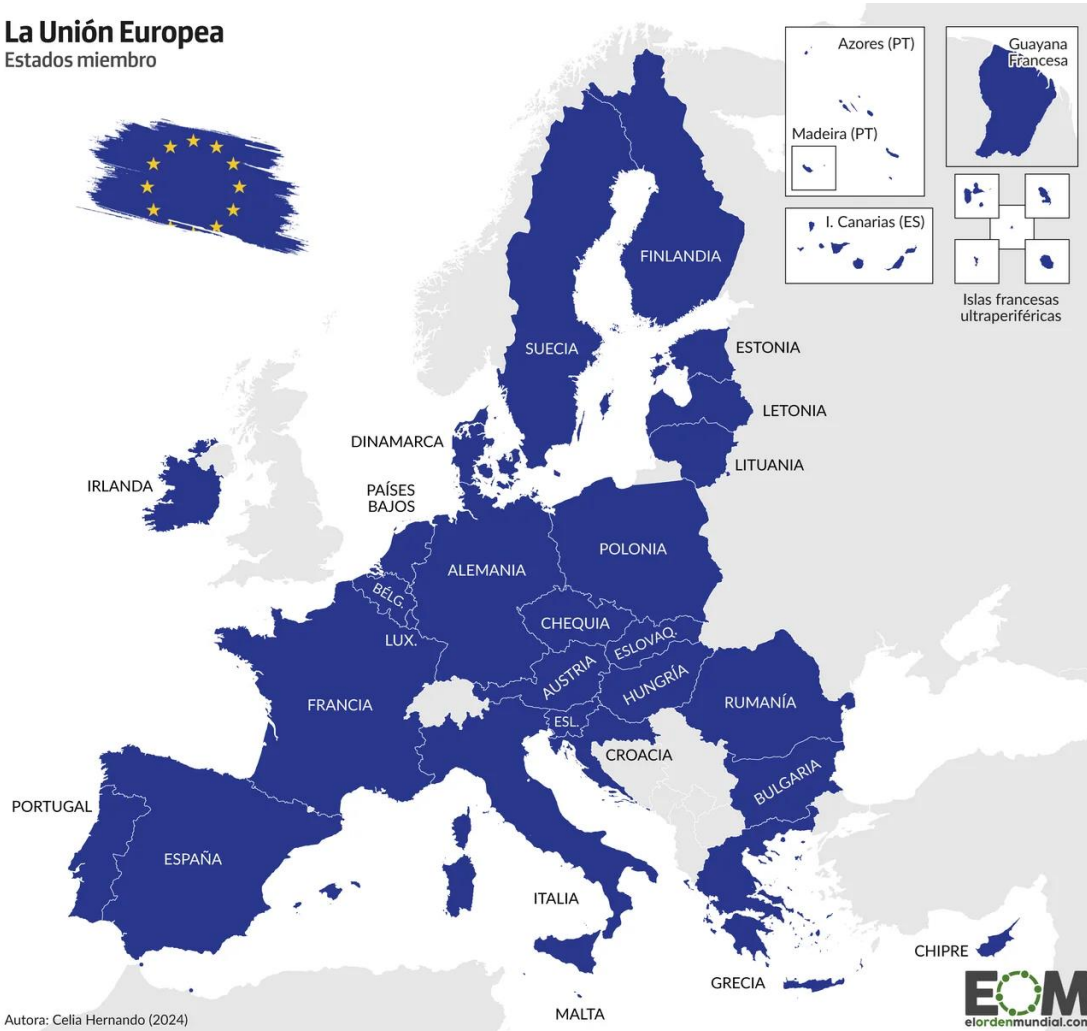 La Unión Europea
Estados miembro
Azores (PT)
Madeira (PT)
Guayana
Francesa
I. Canarias (ES)
Islas francesas
ultraperiféricas
FINLANDIA
SUECIA
ESTONIA
LETONIA
LITUANIA
DINAMARCA
IRLANDA
PAÍSES
BAJOS
POLONIA
ALEMANIA
BÉLG.
CHEQUIA
LUX.
ESLOVAQ.
AUSTRIA
HUNGRÍA
FRANCIA
RUMANÍA
ESL.
CROACIA
BULGARIA
PORTUGAL
ESPAÑA
ITALIA
CHIPRE
GRECIA
MALTA
EOM
elordenmundial.com
Autora: Celia Hernando (2024)